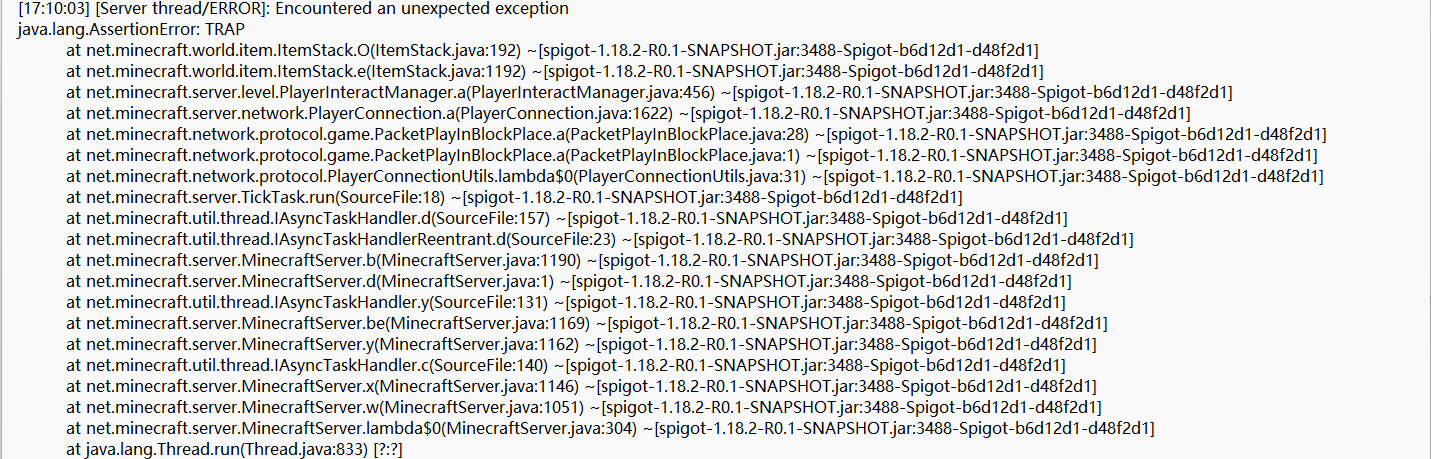 [17:10:03] [Server thread/ERROR]: Encountered an unexpected exception
java.lang.AssertionError: TRAP
at net.minecraft.world.item.ItemStack.O(ItemStack.java:192) ~[spigot-1.18.2-R0.1-SNAPSHOT.jar:3488-Spigot-b6d12d1-d48f2d1]
at net.minecraft.world.item.ItemStack.e(ItemStack.java:1192) ~[spigot-1.18.2-R0.1-SNAPSHOT.jar:3488-Spigot-b6d12d1-d48f2d1]
at net.minecraft.server.level.PlayerInteractManager.a(PlayerInteractManager.java:456) ~[spigot-1.18.2-R0.1-SNAPSHOT.jar:3488-Spigot-b6d12d1-d48f2d1]
at net.minecraft.server.network.PlayerConnection.a(PlayerConnection.java:1622) ~[spigot-1.18.2-R0.1-SNAPSHOT.jar:3488-Spigot-b6d12d1-d48f2d1]
at net.minecraft.network.protocol.game.PacketPlayInBlockPlace.a(PacketPlayInBlockPlace.java:28) ~[spigot-1.18.2-R0.1-SNAPSHOT.jar:3488-Spigot-b6d12d1-d48f2d1]
at net.minecraft.network.protocol.game.PacketPlayInBlockPlace.a(PacketPlayInBlockPlace.java:1) ~[spigot-1.18.2-R0.1-SNAPSHOT.jar:3488-Spigot-b6d12d1-d48f2d1]
at net.minecraft.network.protocol.PlayerConnectionUtils.lambda$0(PlayerConnectionUtils.java:31) ~[spigot-1.18.2-R0.1-SNAPSHOT.jar:3488-Spigot-b6d12d1-d48f2d1]
at net.minecraft.server.TickTask.run(SourceFile:18) ~[spigot-1.18.2-R0.1-SNAPSHOT.jar:3488-Spigot-b6d12d1-d48f2d1]
at net.minecraft.util.thread.IAsyncTaskHandler.d(SourceFile:157) ~[spigot-1.18.2-R0.1-SNAPSHOT.jar:3488-Spigot-b6d12d1-d48f2d1]
at net.minecraft.util.thread.IAsyncTaskHandlerReentrant.d(SourceFile:23) ~[spigot-1.18.2-R0.1-SNAPSHOT.jar:3488-Spigot-b6d12d1-d48f2d1]
at net.minecraft.server.MinecraftServer.b(MinecraftServer.java:1190) ~[spigot-1.18.2-R0.1-SNAPSHOT.jar:3488-Spigot-b6d12d1-d48f2d1]
at net.minecraft.server.MinecraftServer.d(MinecraftServer.java:1) ~[spigot-1.18.2-R0.1-SNAPSHOT.jar:3488-Spigot-b6d12d1-d48f2d1]
at net.minecraft.util.thread.IAsyncTaskHandler.y(SourceFile:131) ~[spigot-1.18.2-R0.1-SNAPSHOT.jar:3488-Spigot-b6d12d1-d48f2d1]
at net.minecraft.server.MinecraftServer.be(MinecraftServer.java:1169) ~[spigot-1.18.2-R0.1-SNAPSHOT.jar:3488-Spigot-b6d12d1-d48f2d1]
at net.minecraft.server.MinecraftServer.y(MinecraftServer.java:1162) ~[spigot-1.18.2-R0.1-SNAPSHOT.jar:3488-Spigot-b6d12d1-d48f2d1]
at net.minecraft.util.thread.IAsyncTaskHandler.c(SourceFile:140) ~[spigot-1.18.2-R0.1-SNAPSHOT.jar:3488-Spigot-b6d12d1-d48f2d1]
at net.minecraft.server.MinecraftServer.x(MinecraftServer.java:1146) ~[spigot-1.18.2-R0.1-SNAPSHOT.jar:3488-Spigot-b6d12d1-d48f2d1]
at net.minecraft.server.MinecraftServer.w(MinecraftServer.java:1051) ~[spigot-1.18.2-R0.1-SNAPSHOT.jar:3488-Spigot-b6d12d1-d48f2d1]
at net.minecraft.server.MinecraftServer.lambda$0(MinecraftServer.java:304) ~[spigot-1.18.2-R0.1-SNAPSHOT.jar:3488-Spigot-b6d12d1-d48f2d1]
at java.lang.Thread.run(Thread.java:833) [?:?]